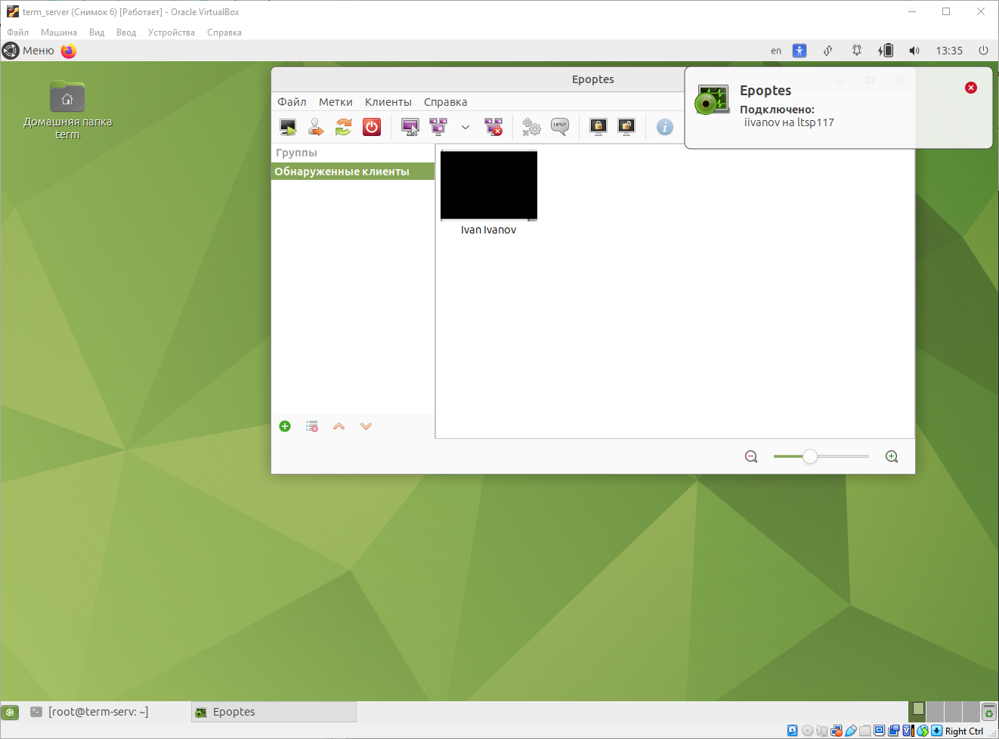 term_server (Снимок 6) [Работает] - Oracle VirtualBox
Файл Машина Вид Ввод Устройства Справка
Меню en 13:35
Домашняя папка
term
Epoptes
Файл Метки Клиенты Справка
Группы
Обнаруженные клиенты
Ivan Ivanov
Epoptes
Подключено:
iivanov на ltsp117
[root@term-serv: ~] Epoptes
Right Ctrl